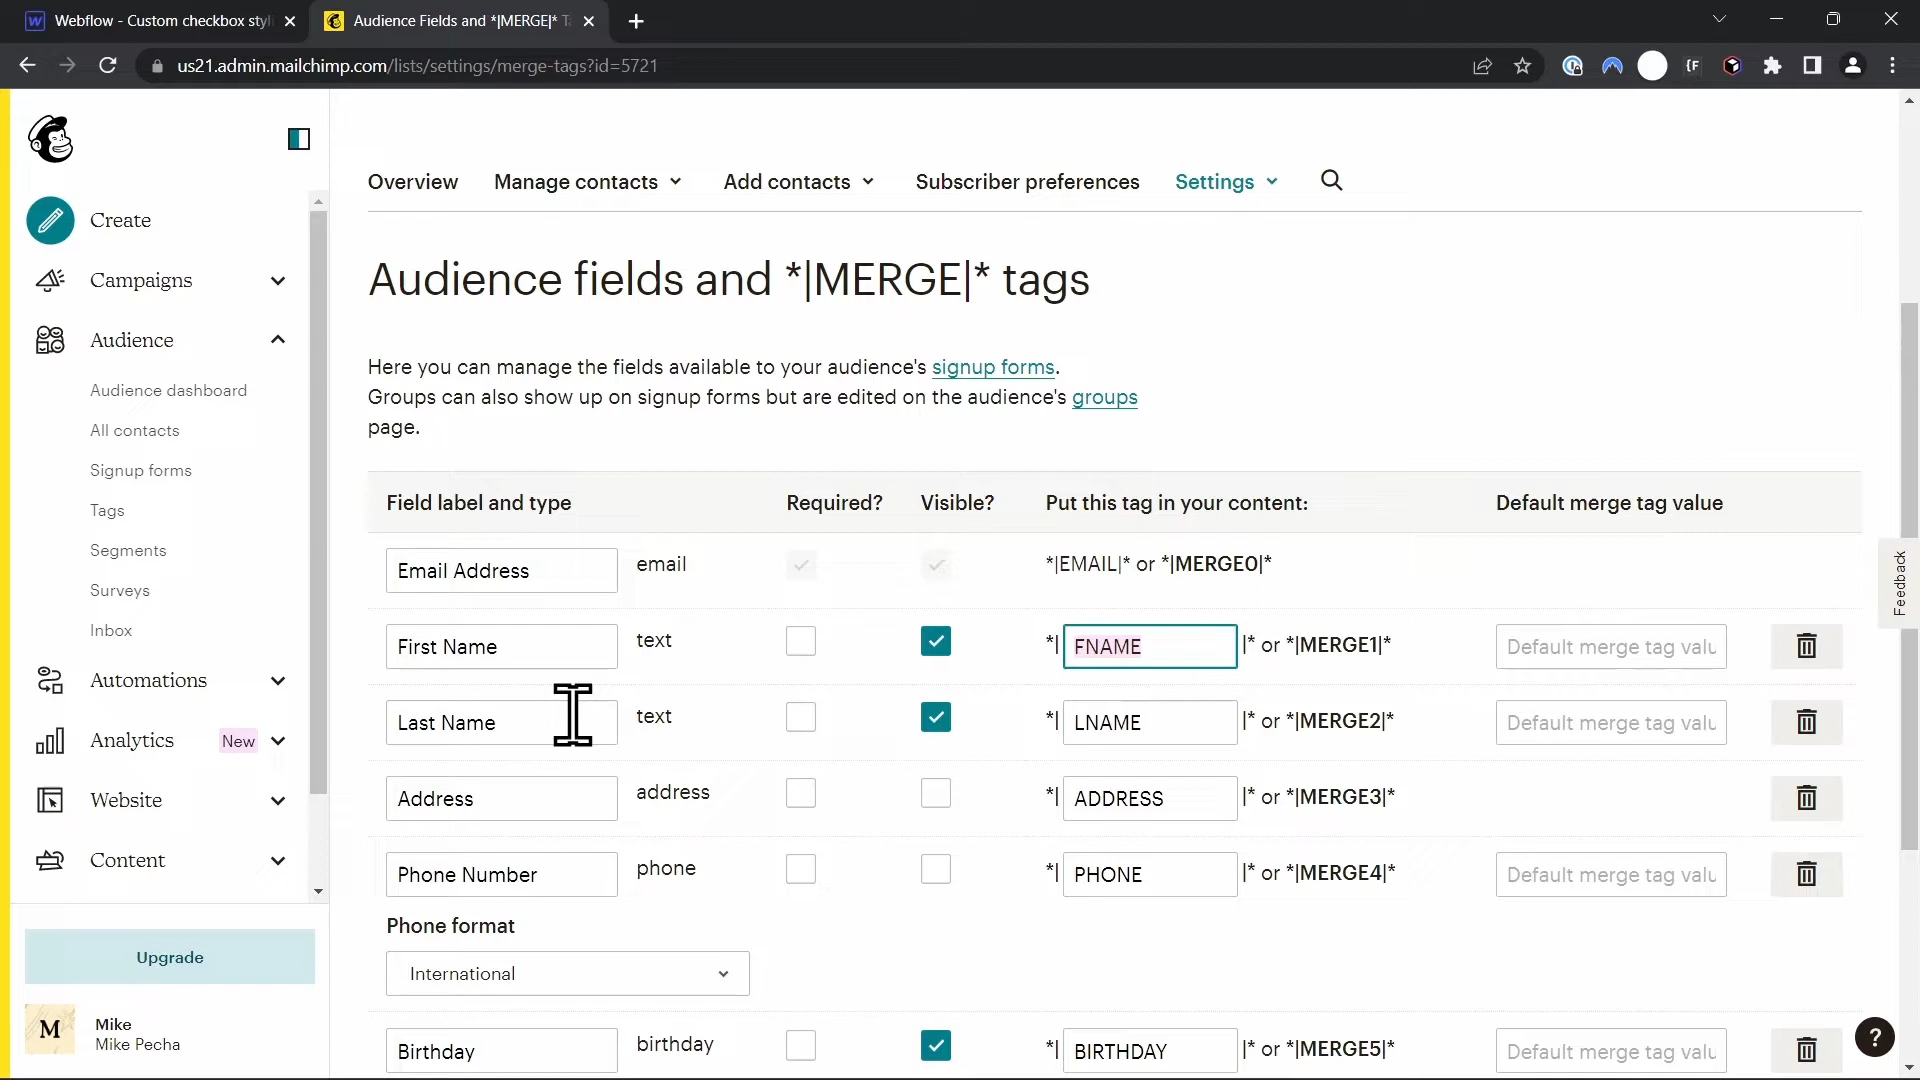 Webflow - Custom checkbox styli
Audience Fields and *|MERGE|* T
us21.admin.mailchimp.com/lists/settings/merge-tags?id=5721
Create
Campaigns
Audience
Audience dashboard
All contacts
Signup forms
Tags
Segments
Surveys
Inbox
Automations
Analytics New
Website
Content
Upgrade
M
Mike
Mike Pecha
Overview Manage contacts Add contacts Subscriber preferences Settings
Audience fields and *|MERGE|* tags
Here you can manage the fields available to your audience's signup forms.
Groups can also show up on signup forms but are edited on the audience's groups
page.
Field label and type Required? Visible? Put this tag in your content: Default merge tag value
Email Address email *|EMAIL|* or *|MERGE0|*
First Name text *| FNAME |* or *|MERGE1|* Default merge tag valu
Last Name text *| LNAME |* or *|MERGE2|* Default merge tag valu
Address address *| ADDRESS |* or *|MERGE3|*
Phone Number phone *| PHONE |* or *|MERGE4|* Default merge tag valu
Phone format
International
Birthday birthday *| BIRTHDAY |* or *|MERGE5|* Default merge tag valu
Feedback
?